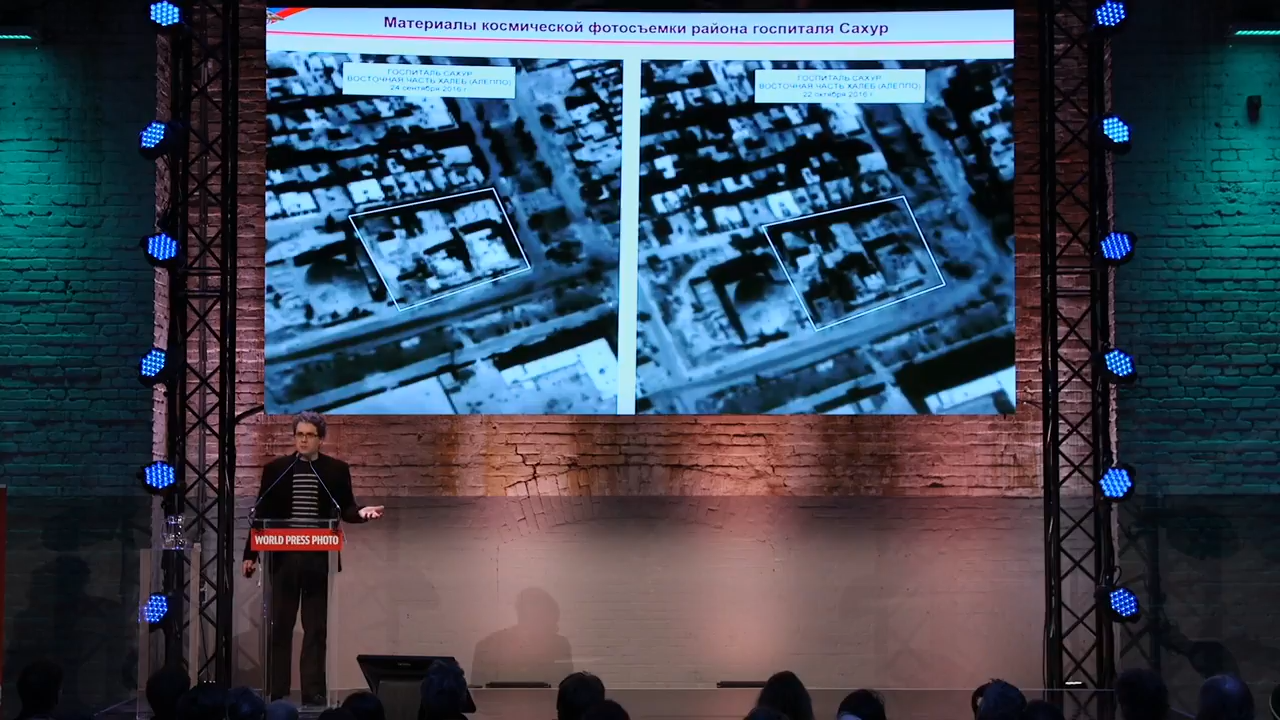 Материалы космической фотосъемки района госпиталя Сахур
ГОСПИТАЛЬ САХУР
ВОСТОЧНАЯ ЧАСТЬ ХАЛЕБ (АЛЕППО)
24 сентября 2016 г.
ГОСПИТАЛЬ САХУР
ВОСТОЧНАЯ ЧАСТЬ ХАЛЕБ (АЛЕППО)
22 октября 2016 г.
WORLD PRESS PHOTO